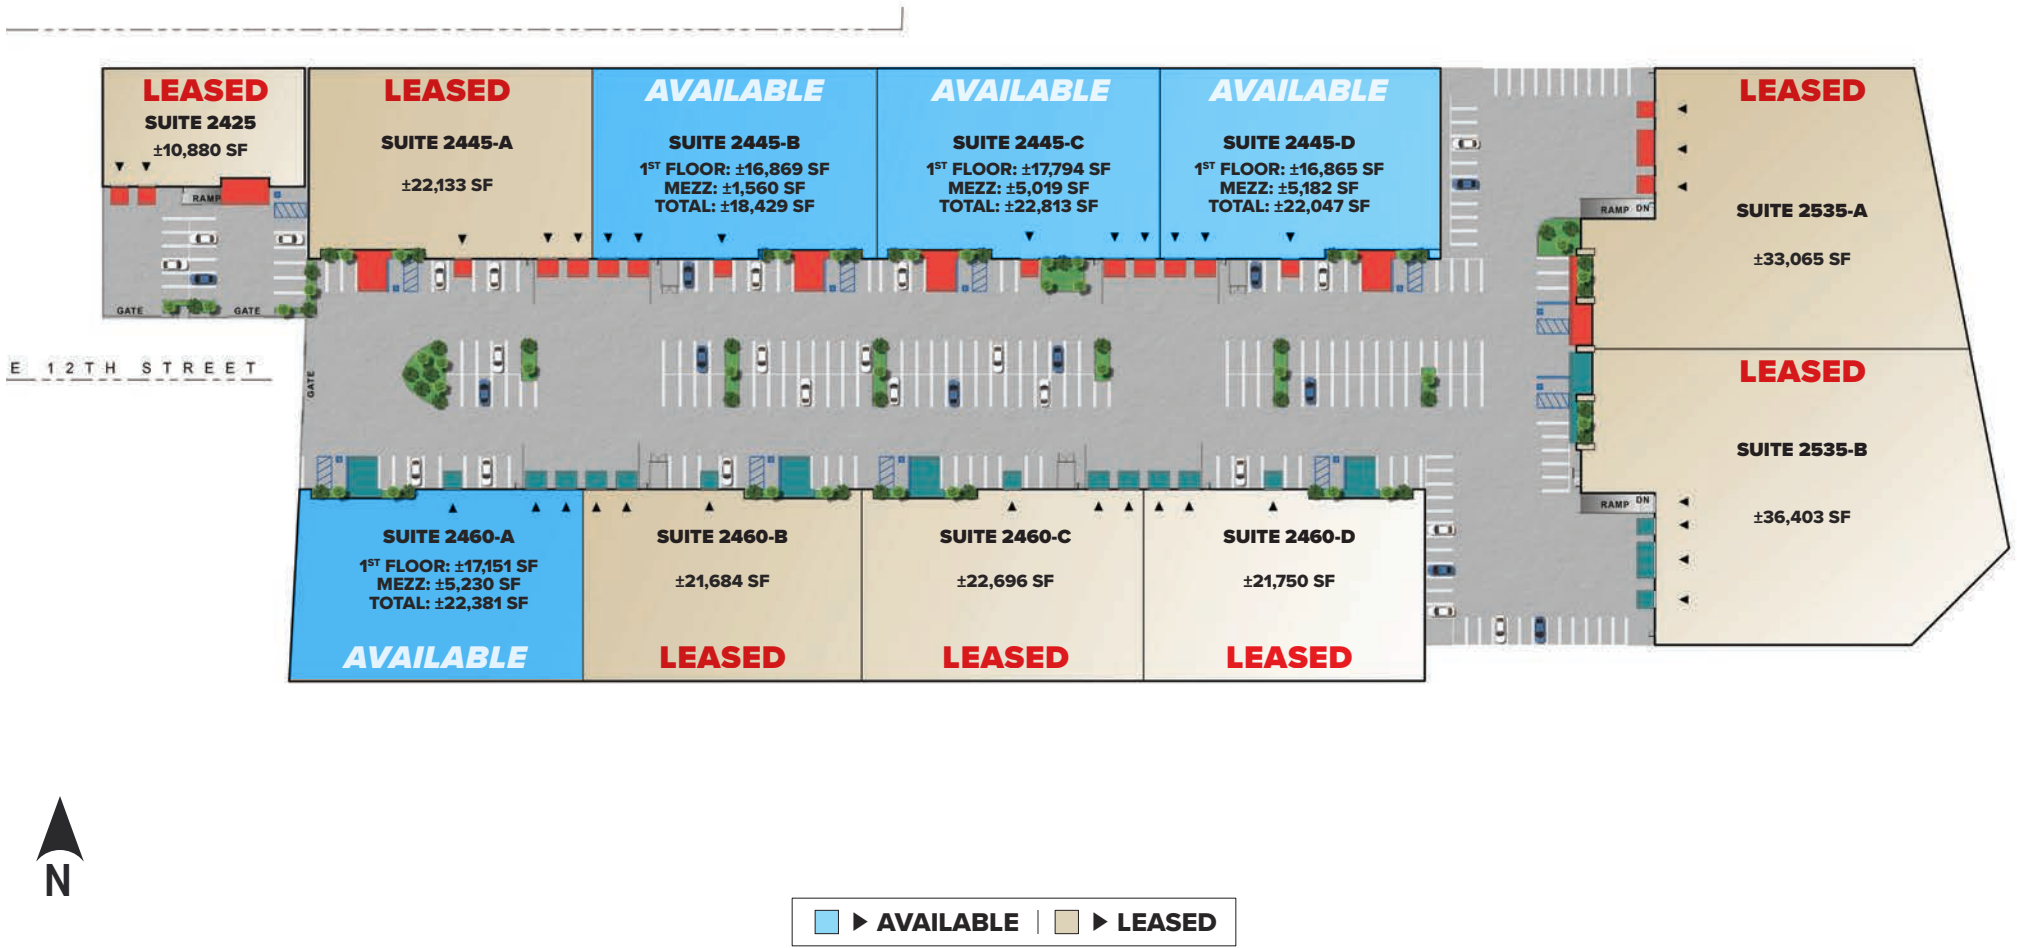 LEASED
SUITE 2425
±10,880 SF
RAMP
GATE
GATE
LEASED
SUITE 2445-A
±22,133 SF
AVAILABLE
SUITE 2445-B
1ST FLOOR: ±16,869 SF
MEZZ: ±1,560 SF
TOTAL: ±18,429 SF
AVAILABLE
SUITE 2445-C
1ST FLOOR: ±17,794 SF
MEZZ: ±5,019 SF
TOTAL: ±22,813 SF
AVAILABLE
SUITE 2445-D
1ST FLOOR: ±16,865 SF
MEZZ: ±5,182 SF
TOTAL: ±22,047 SF
LEASED
SUITE 2535-A
±33,065 SF
RAMP DN
E 12TH STREET
GATE
LEASED
SUITE 2535-B
±36,403 SF
RAMP DN
SUITE 2460-A
1ST FLOOR: ±17,151 SF
MEZZ: ±5,230 SF
TOTAL: ±22,381 SF
AVAILABLE
SUITE 2460-B
±21,684 SF
LEASED
SUITE 2460-C
±22,696 SF
LEASED
SUITE 2460-D
±21,750 SF
LEASED
N
AVAILABLE | LEASED